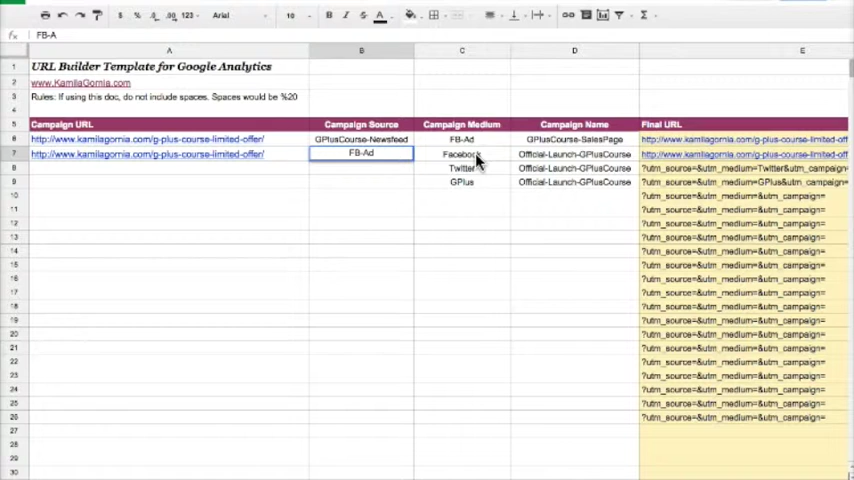 $ % .0 .00 123 Arial 10 B I S A Σ
fx FB-A
A B C D E
1 URL Builder Template for Google Analytics
2 www.KamilaGornia.com
3 Rules: If using this doc, do not include spaces. Spaces would be %20
4
5 Campaign URL Campaign Source Campaign Medium Campaign Name Final URL
6 http://www.kamilagornia.com/g-plus-course-limited-offer/ GPlusCourse-Newsfeed FB-Ad GPlusCourse-SalesPage http://www.kamilagornia.com/g-plus-course-limited-off
7 http://www.kamilagornia.com/g-plus-course-limited-offer/ FB-Ad Facebook Official-Launch-GPlusCourse http://www.kamilagornia.com/g-plus-course-limited-off
8 Twitter Official-Launch-GPlusCourse ?utm_source=&utm_medium=Twitter&utm_campaign=
9 GPlus Official-Launch-GPlusCourse ?utm_source=&utm_medium=GPlus&utm_campaign=
10 ?utm_source=&utm_medium=&utm_campaign=
11 ?utm_source=&utm_medium=&utm_campaign=
12 ?utm_source=&utm_medium=&utm_campaign=
13 ?utm_source=&utm_medium=&utm_campaign=
14 ?utm_source=&utm_medium=&utm_campaign=
15 ?utm_source=&utm_medium=&utm_campaign=
16 ?utm_source=&utm_medium=&utm_campaign=
17 ?utm_source=&utm_medium=&utm_campaign=
18 ?utm_source=&utm_medium=&utm_campaign=
19 ?utm_source=&utm_medium=&utm_campaign=
20 ?utm_source=&utm_medium=&utm_campaign=
21 ?utm_source=&utm_medium=&utm_campaign=
22 ?utm_source=&utm_medium=&utm_campaign=
23 ?utm_source=&utm_medium=&utm_campaign=
24 ?utm_source=&utm_medium=&utm_campaign=
25 ?utm_source=&utm_medium=&utm_campaign=
26 ?utm_source=&utm_medium=&utm_campaign=
27
28
29
30